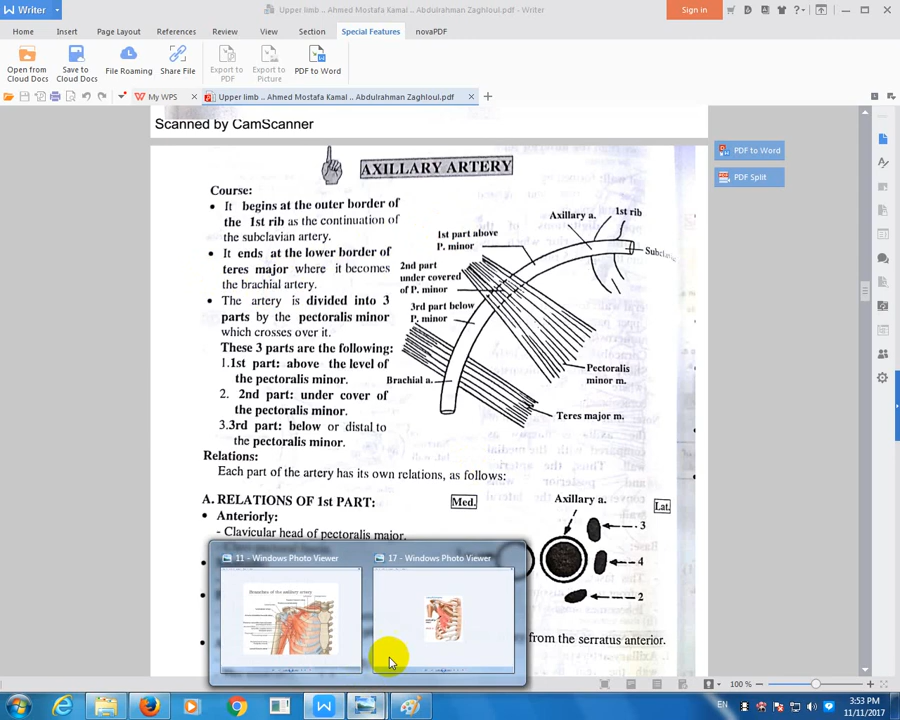 Writer
Upper limb .. Ahmed Mostafa Kamal .. Abdulrahman Zaghloul.pdf - Writer
Sign in
Home
Insert
Page Layout
References
Review
View
Section
Special Features
novaPDF
Open from
Cloud Docs
Save to
Cloud Docs
File Roaming
Share File
Export to
PDF
Export to
Picture
PDF to Word
My WPS
Upper limb .. Ahmed Mostafa Kamal .. Abdulrahman Zaghloul.pdf
Scanned by CamScanner
PDF to Word
PDF Split
AXILLARY ARTERY
Course:
• It begins at the outer border of
the 1st rib as the continuation of
the subclavian artery.
• It ends at the lower border of
teres major where it becomes
the brachial artery.
• The artery is divided into 3
parts by the pectoralis minor
which crosses over it.
These 3 parts are the following:
1.1st part: above the level of
the pectoralis minor.
2. 2nd part: under cover of
the pectoralis minor.
3.3rd part: below or distal to
the pectoralis minor.
Axillary a.
1st rib
1st part above
P. minor
Subclavian
2nd part
under covered
of P. minor
3rd part below
P. minor
Pectoralis
minor m.
Brachial a.
Teres major m.
Relations:
Each part of the artery has its own relations, as follows:
A. RELATIONS OF 1st PART:
Med.
Axillary a.
Lat.
• Anteriorly:
- Clavicular head of pectoralis major.
3
4
2
from the serratus anterior.
11 - Windows Photo Viewer
17 - Windows Photo Viewer
Branches of the axillary artery
100 %
EN
3:53 PM
11/11/2017